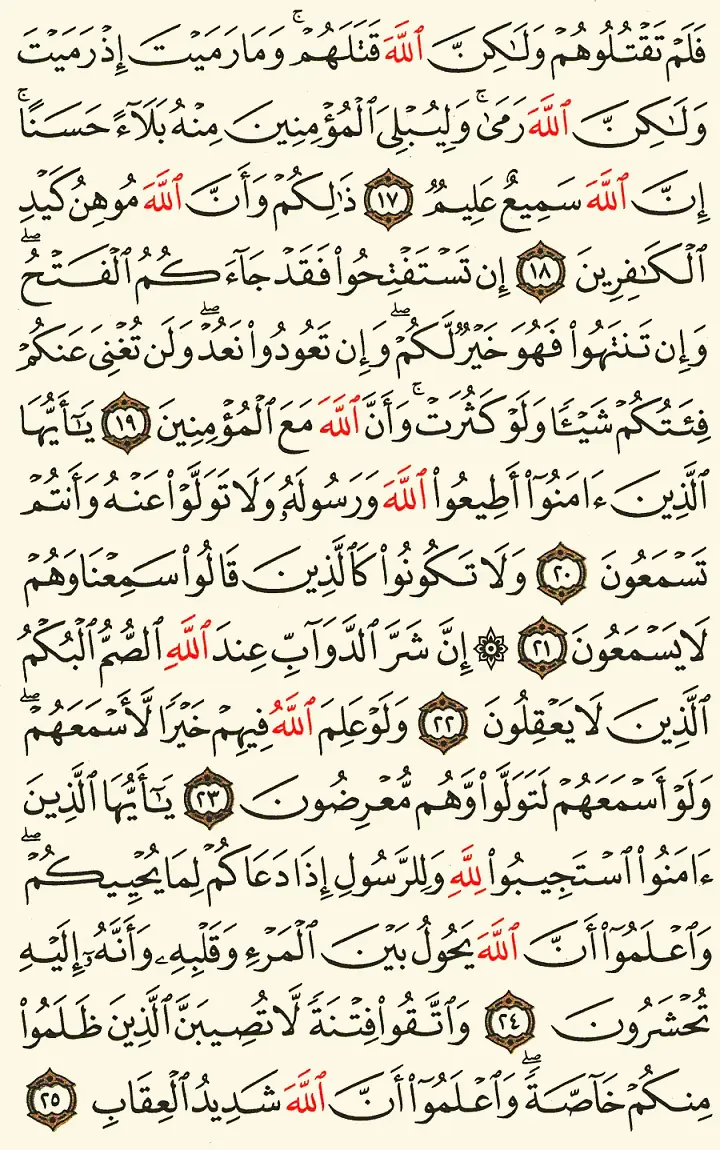 فَلَمْ تَقْتُلُوهُمْ وَلَٰكِنَّ ٱللَّهَ قَتَلَهُمْ ۚ وَمَا رَمَيْتَ إِذْ رَمَيْتَ
وَلَٰكِنَّ ٱللَّهَ رَمَىٰ ۚ وَلِيُبْلِىَ ٱلْمُؤْمِنِينَ مِنْهُ بَلَآءً حَسَنًا ۚ
إِنَّ ٱللَّهَ سَمِيعٌ عَلِيمٌ ١٧ ذَٰلِكُمْ وَأَنَّ ٱللَّهَ مُوهِنُ كَيْدِ
ٱلْكَٰفِرِينَ ١٨ إِن تَسْتَفْتِحُوا۟ فَقَدْ جَآءَكُمُ ٱلْفَتْحُ ۖ
وَإِن تَنتَهُوا۟ فَهُوَ خَيْرٌ لَّكُمْ ۖ وَإِن تَعُودُوا۟ نَعُدْ ۖ وَلَن تُغْنِىَ عَنكُمْ
فِئَتُكُمْ شَيْـًٔا وَلَوْ كَثُرَتْ ۚ وَأَنَّ ٱللَّهَ مَعَ ٱلْمُؤْمِنِينَ ١٩ يَٰٓأَيُّهَا
ٱلَّذِينَ ءَامَنُوٓا۟ أَطِيعُوا۟ ٱللَّهَ وَرَسُولَهُۥ وَلَا تَوَلَّوْا۟ عَنْهُ وَأَنتُمْ
تَسْمَعُونَ ٢٠ وَلَا تَكُونُوا۟ كَٱلَّذِينَ قَالُوا۟ سَمِعْنَا وَهُمْ
لَا يَسْمَعُونَ ٢١ ۞ إِنَّ شَرَّ ٱلدَّوَآبِّ عِندَ ٱللَّهِ ٱلصُّمُّ ٱلْبُكْمُ
ٱلَّذِينَ لَا يَعْقِلُونَ ٢٢ وَلَوْ عَلِمَ ٱللَّهُ فِيهِمْ خَيْرًا لَّأَسْمَعَهُمْ ۖ
وَلَوْ أَسْمَعَهُمْ لَتَوَلَّوا۟ وَّهُم مُّعْرِضُونَ ٢٣ يَٰٓأَيُّهَا ٱلَّذِينَ
ءَامَنُوا۟ ٱسْتَجِيبُوا۟ لِلَّهِ وَلِلرَّسُولِ إِذَا دَعَاكُمْ لِمَا يُحْيِيكُمْ ۖ
وَٱعْلَمُوٓا۟ أَنَّ ٱللَّهَ يَحُولُ بَيْنَ ٱلْمَرْءِ وَقَلْبِهِۦ وَأَنَّهُۥٓ إِلَيْهِ
تُحْشَرُونَ ٢٤ وَٱتَّقُوا۟ فِتْنَةً لَّا تُصِيبَنَّ ٱلَّذِينَ ظَلَمُوا۟
مِنكُمْ خَآصَّةً ۖ وَٱعْلَمُوٓا۟ أَنَّ ٱللَّهَ شَدِيدُ ٱلْعِقَابِ ٢٥